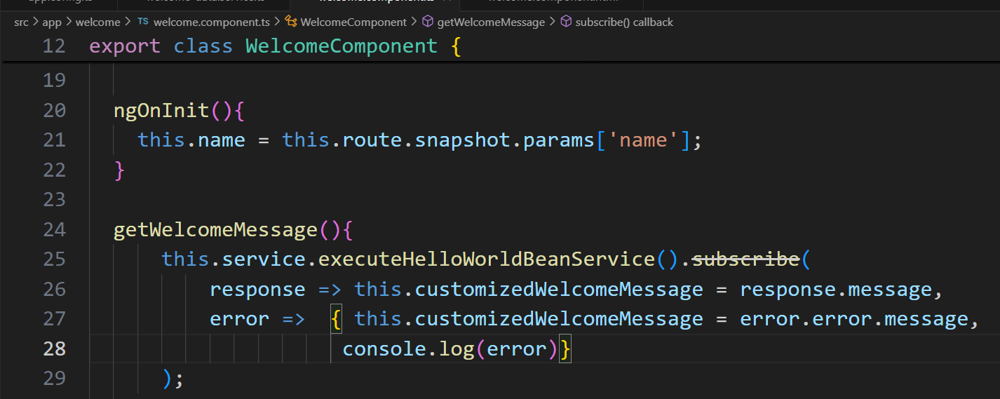 src > app > welcome > TS welcome.component.ts > WelcomeComponent > getWelcomeMessage > subscribe() callback
12 export class WelcomeComponent {
19
20 ngOnInit(){
21 this.name = this.route.snapshot.params['name'];
22 }
23
24 getWelcomeMessage(){
25 this.service.executeHelloWorldBeanService().subscribe(
26 response => this.customizedWelcomeMessage = response.message,
27 error => { this.customizedWelcomeMessage = error.error.message,
28 console.log(error)}
29 );